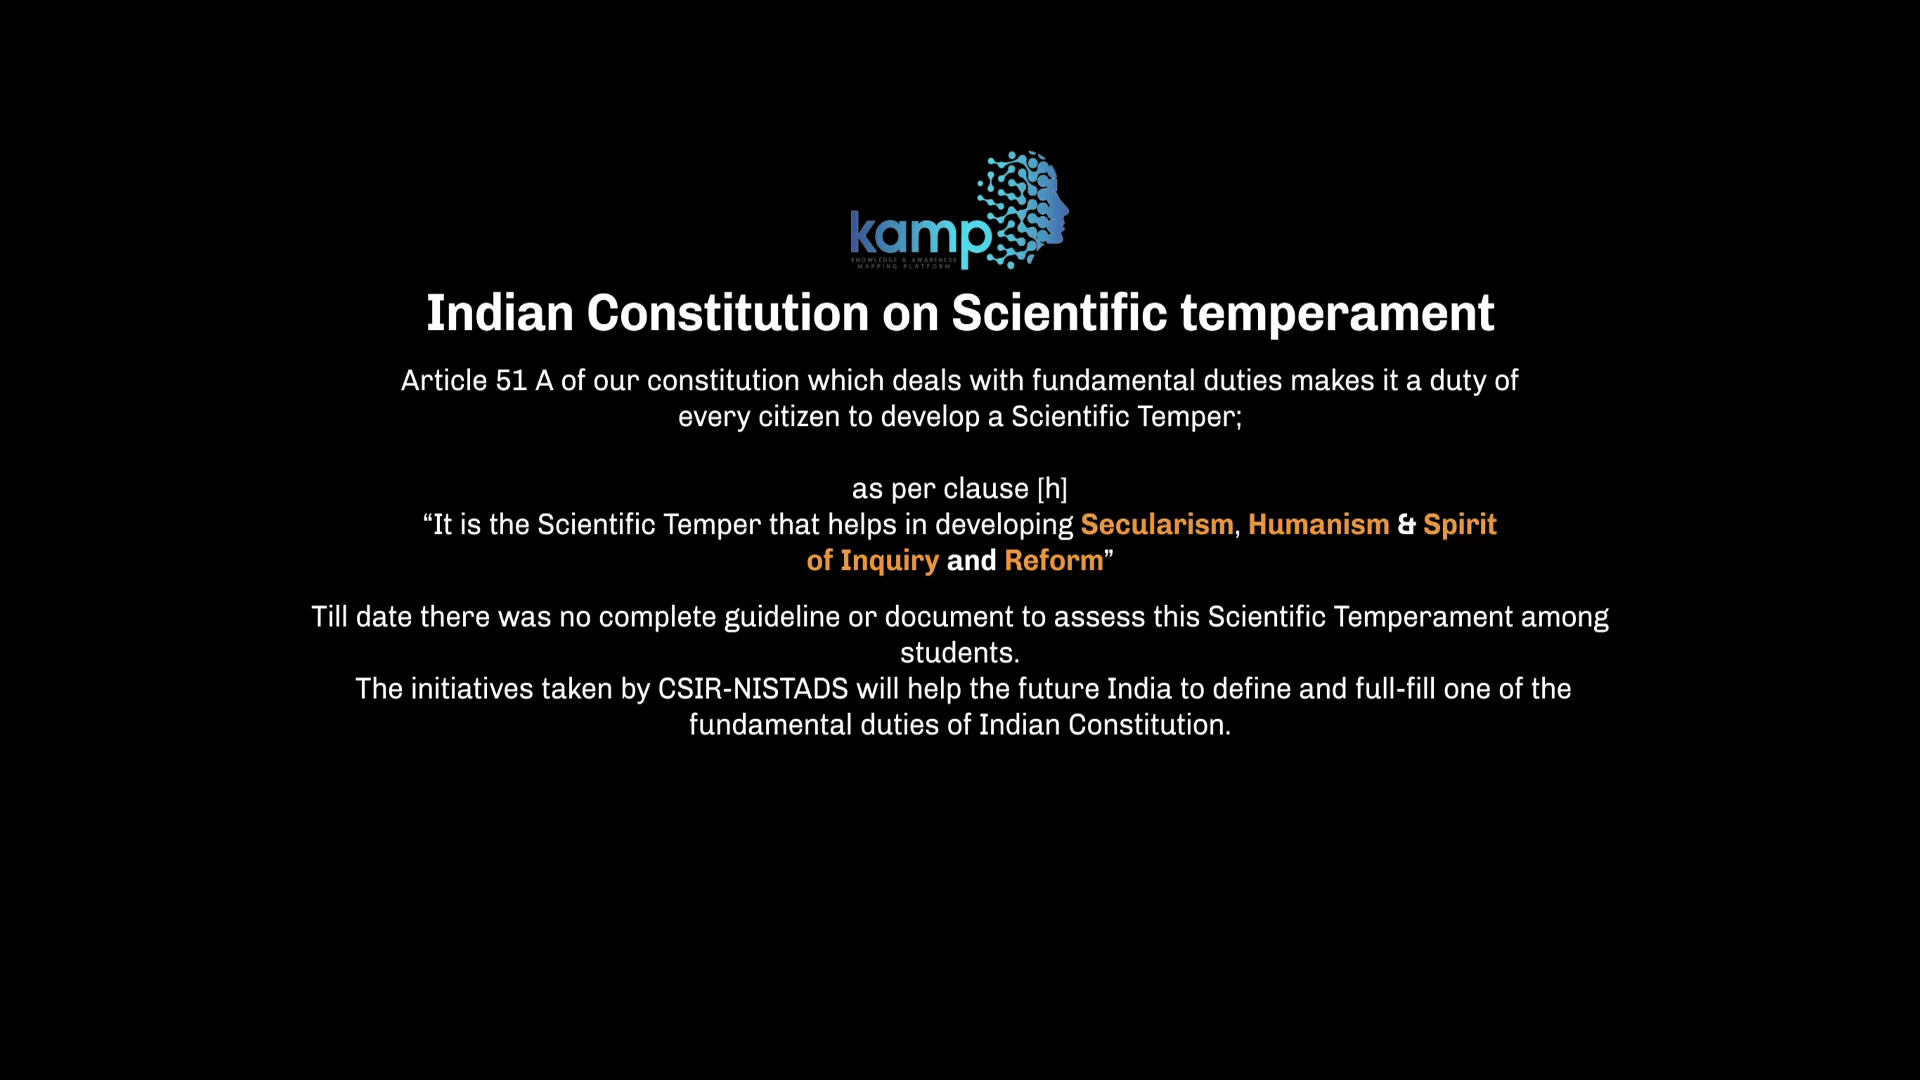 kamp
KNOWLEDGE & AWARENESS
MAPPING PLATFORM
Indian Constitution on Scientific temperament
Article 51 A of our constitution which deals with fundamental duties makes it a duty of
every citizen to develop a Scientific Temper;
as per clause [h]
“It is the Scientific Temper that helps in developing Secularism, Humanism & Spirit
of Inquiry and Reform”
Till date there was no complete guideline or document to assess this Scientific Temperament among
students.
The initiatives taken by CSIR-NISTADS will help the future India to define and full-fill one of the
fundamental duties of Indian Constitution.